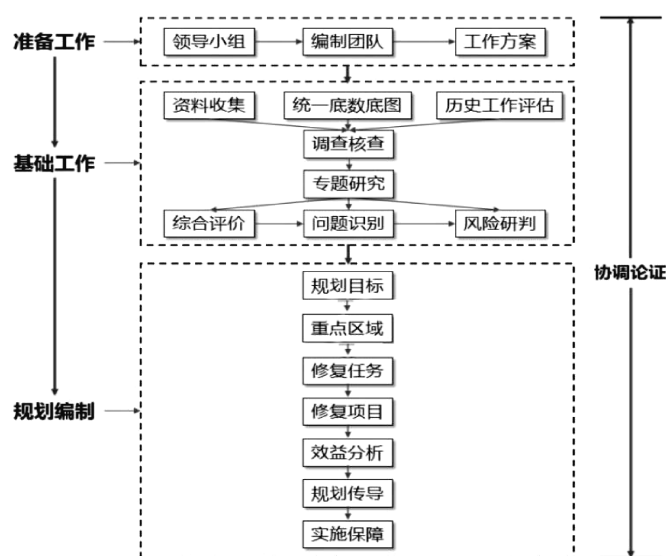 准备工作
领导小组
编制团队
工作方案
资料收集
统一底数底图
历史工作评估
调查核查
基础工作
专题研究
综合评价
问题识别
风险研判
协调论证
规划目标
重点区域
修复任务
规划编制
修复项目
效益分析
规划传导
实施保障